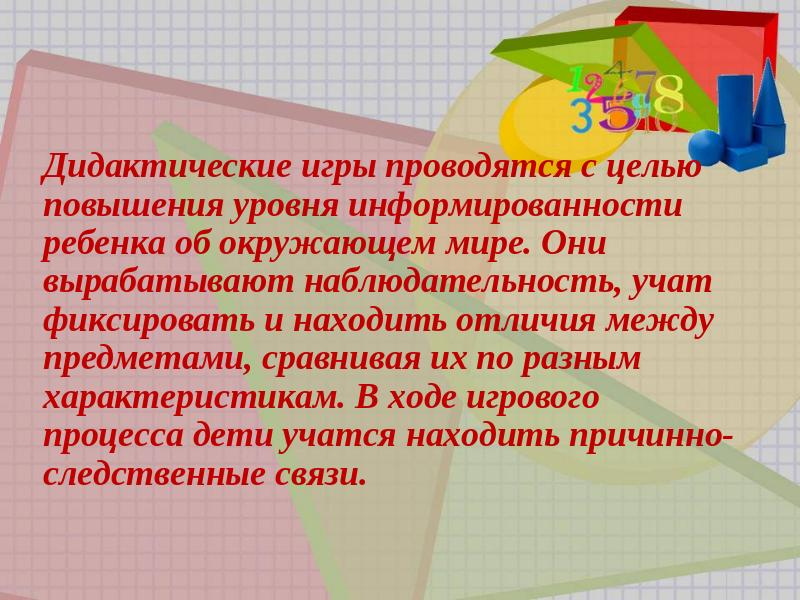 Дидактические игры проводятся с целью
повышения уровня информированности
ребенка об окружающем мире. Они
вырабатывают наблюдательность, учат
фиксировать и находить отличия между
предметами, сравнивая их по разным
характеристикам. В ходе игрового
процесса дети учатся находить причинно-
следственные связи.